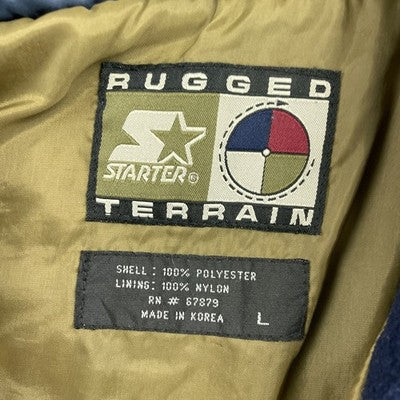 RUGGED
STARTER®
TERRAIN
SHELL: 100% POLYESTER
LINING: 100% NYLON
RN # 67879
MADE IN KOREA L